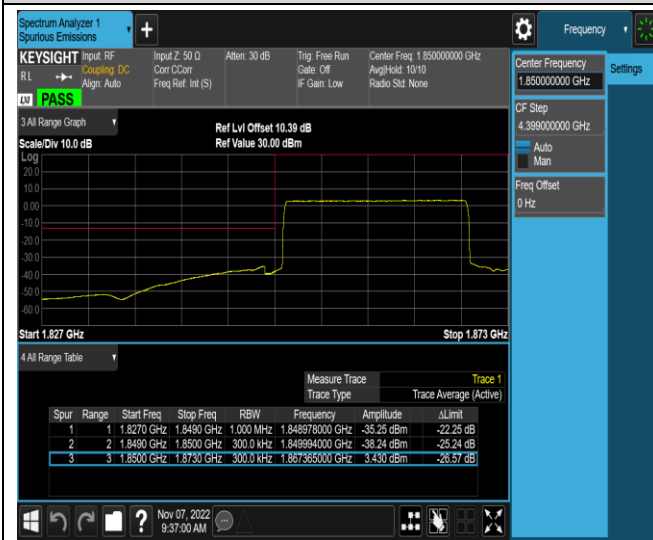 Spectrum Analyzer 1
Spurious Emissions
Frequency
KEYSIGHT
Input: RF
Input Z: 50 Ω
Atten: 30 dB
Trig: Free Run
Center Freq: 1.850000000 GHz
RL
Coupling: DC
Corr CCorr
Gate: Off
Avg|Hold: 10/10
Align: Auto
Freq Ref: Int (S)
IF Gain: Low
Radio Std: None
LXI
PASS
3 All Range Graph
Ref Lvl Offset 10.39 dB
Scale/Div 10.0 dB
Ref Value 30.00 dBm
Log
20.0
10.0
0.00
-10.0
-20.0
-30.0
-40.0
-50.0
-60.0
Start 1.827 GHz
Stop 1.873 GHz
4 All Range Table
Measure Trace Trace 1
Trace Type Trace Average (Active)
Spur Range Start Freq Stop Freq RBW Frequency Amplitude ΔLimit
1 1 1.8270 GHz 1.8490 GHz 1.000 MHz 1.848978000 GHz -35.25 dBm -22.25 dB
2 2 1.8490 GHz 1.8500 GHz 300.0 kHz 1.849994000 GHz -38.24 dBm -25.24 dB
3 3 1.8500 GHz 1.8730 GHz 300.0 kHz 1.867365000 GHz 3.430 dBm -26.57 dB
Nov 07, 2022
9:37:00 AM
Center Frequency
1.850000000 GHz
Settings
CF Step
4.399000000 GHz
Auto
Man
Freq Offset
0 Hz